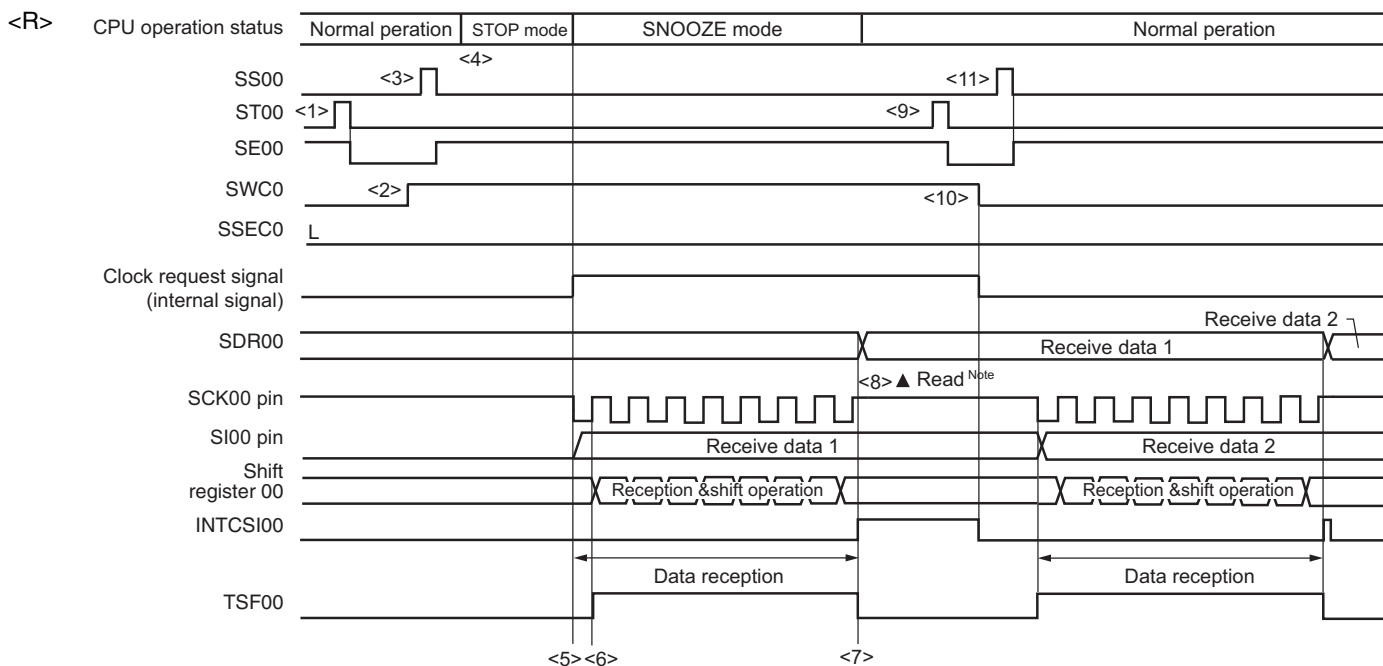 <R> CPU operation status Normal peration STOP mode SNOOZE mode Normal peration
<4>
SS00 <3> <11>
ST00 <1> <9>
SE00
SWC0 <2> <10>
SSEC0 L
Clock request signal
(internal signal)
Receive data 2
SDR00 Receive data 1
<8> ▲ Read Note
SCK00 pin
SI00 pin Receive data 1 Receive data 2
Shift
register 00 Reception &shift operation Reception &shift operation
INTCSI00
Data reception Data reception
TSF00
<5> <6> <7>